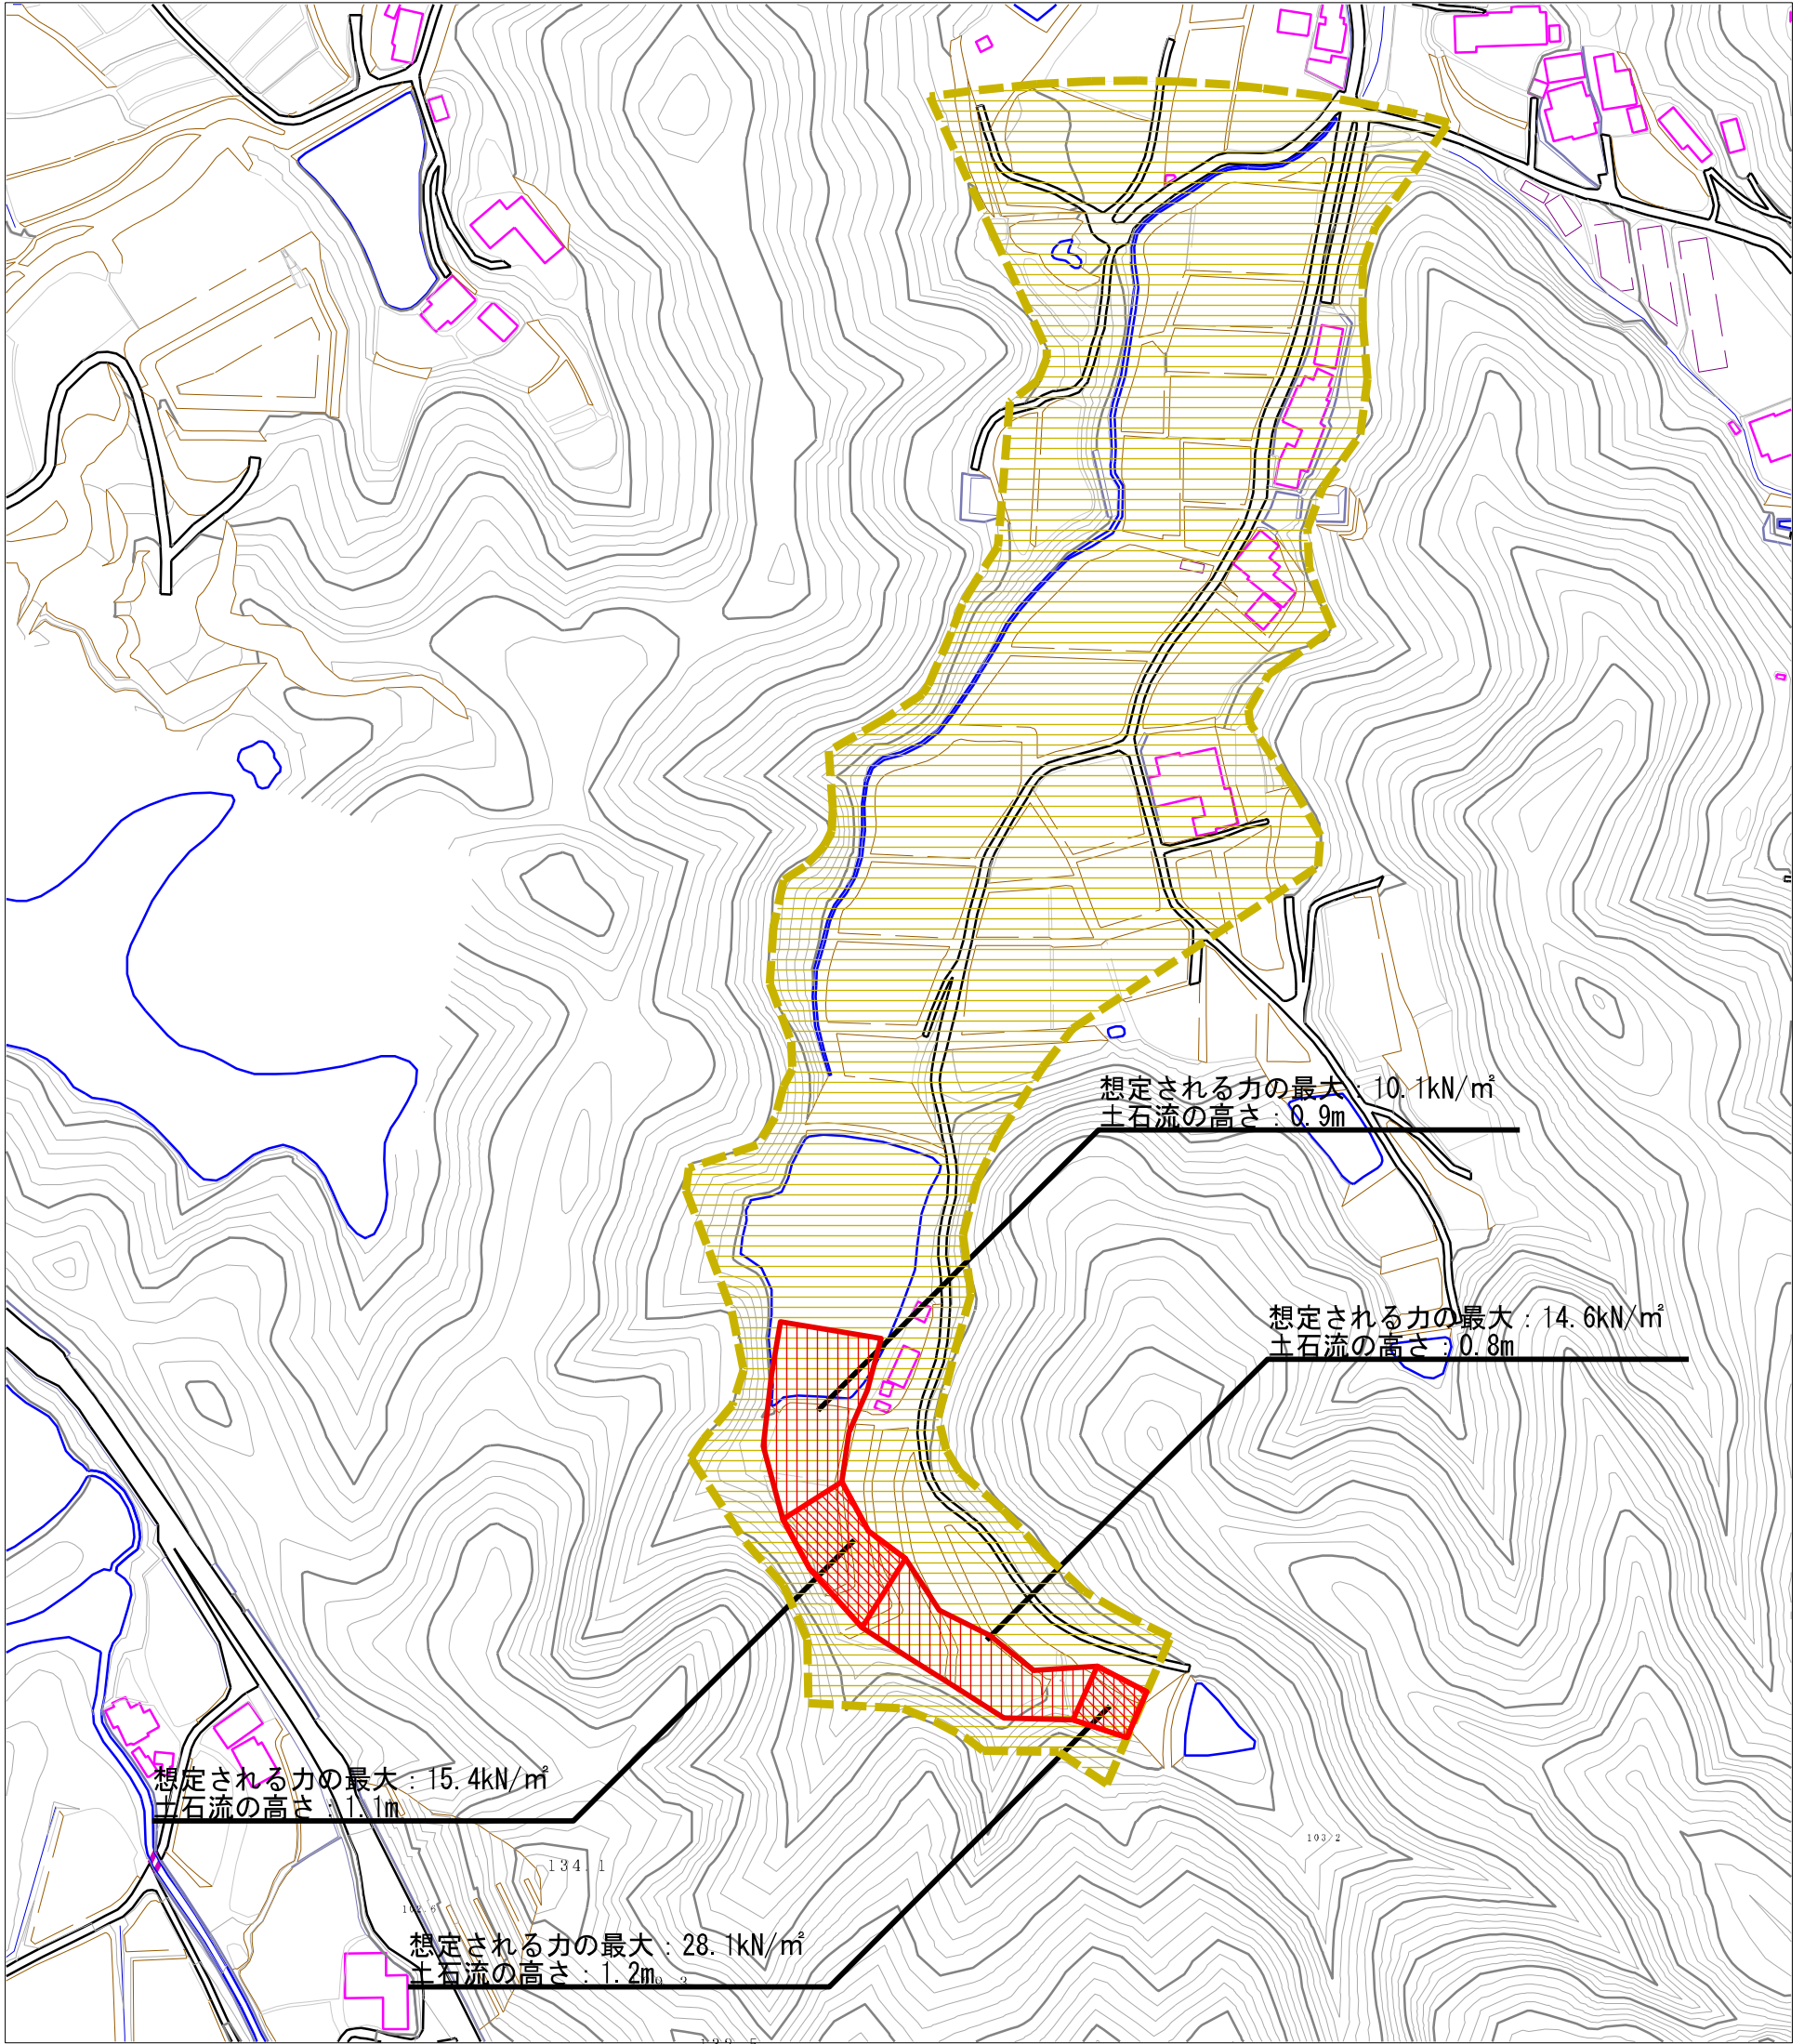 想定される力の最大：10.1kN/㎡
土石流の高さ：0.9m
想定される力の最大：14.6kN/㎡
土石流の高さ：0.8m
想定される力の最大：15.4kN/㎡
土石流の高さ：1.1m
103.2
134.1
想定される力の最大：28.1kN/㎡
土石流の高さ：1.2m